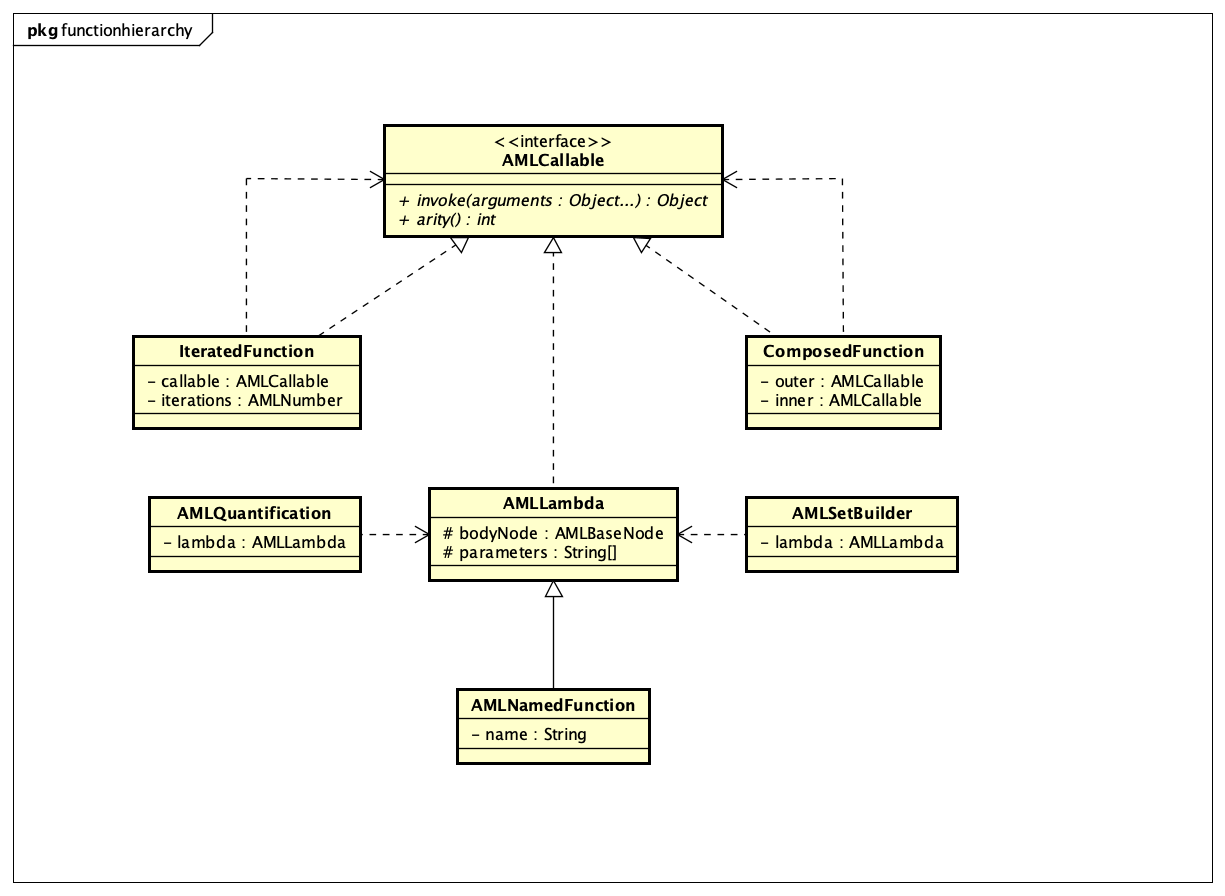 pkg functionhierarchy
<<interface>>
AMLCallable
+ invoke(arguments : Object...) : Object
+ arity() : int
IteratedFunction
- callable : AMLCallable
- iterations : AMLNumber
ComposedFunction
- outer : AMLCallable
- inner : AMLCallable
AMLQuantification
- lambda : AMLLambda
AMLLambda
# bodyNode : AMLBaseNode
# parameters : String[]
AMLSetBuilder
- lambda : AMLLambda
AMLNamedFunction
- name : String